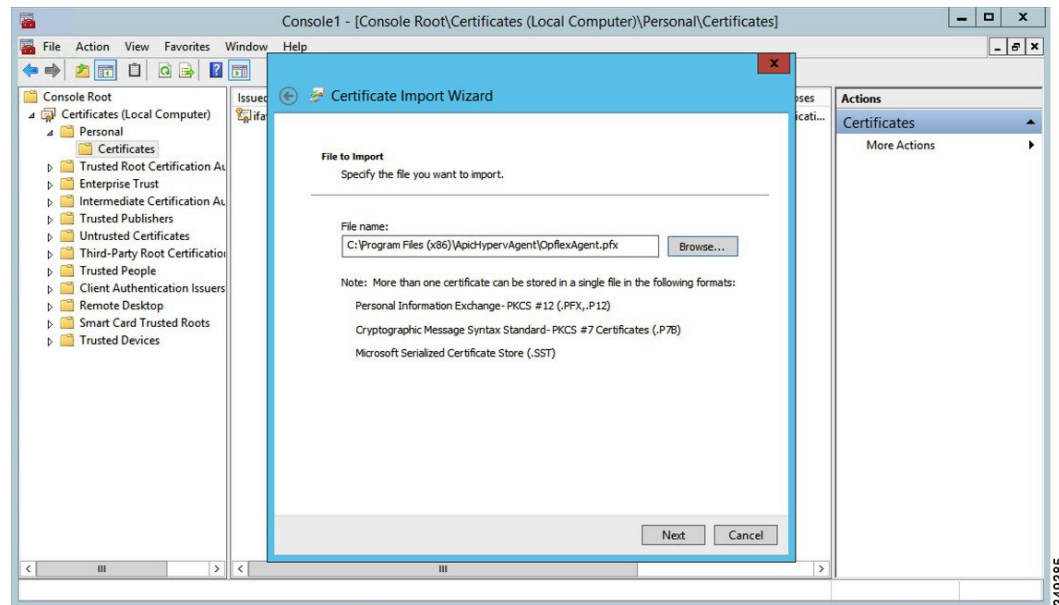 Console1 - [Console Root\Certificates (Local Computer)\Personal\Certificates]
File Action View Favorites Window Help
Console Root
Certificates (Local Computer)
Personal
Certificates
Trusted Root Certification Au
Enterprise Trust
Intermediate Certification Au
Trusted Publishers
Untrusted Certificates
Third-Party Root Certification
Trusted People
Client Authentication Issuers
Remote Desktop
Smart Card Trusted Roots
Trusted Devices
Issued
ifa
Certificate Import Wizard
File to Import
Specify the file you want to import.
File name:
C:\Program Files (x86)\ApicHypervAgent\OpflexAgent.pfx
Browse...
Note: More than one certificate can be stored in a single file in the following formats:
Personal Information Exchange- PKCS #12 (.PFX,.P12)
Cryptographic Message Syntax Standard- PKCS #7 Certificates (.P7B)
Microsoft Serialized Certificate Store (.SST)
Next Cancel
oses
icati...
Actions
Certificates
More Actions